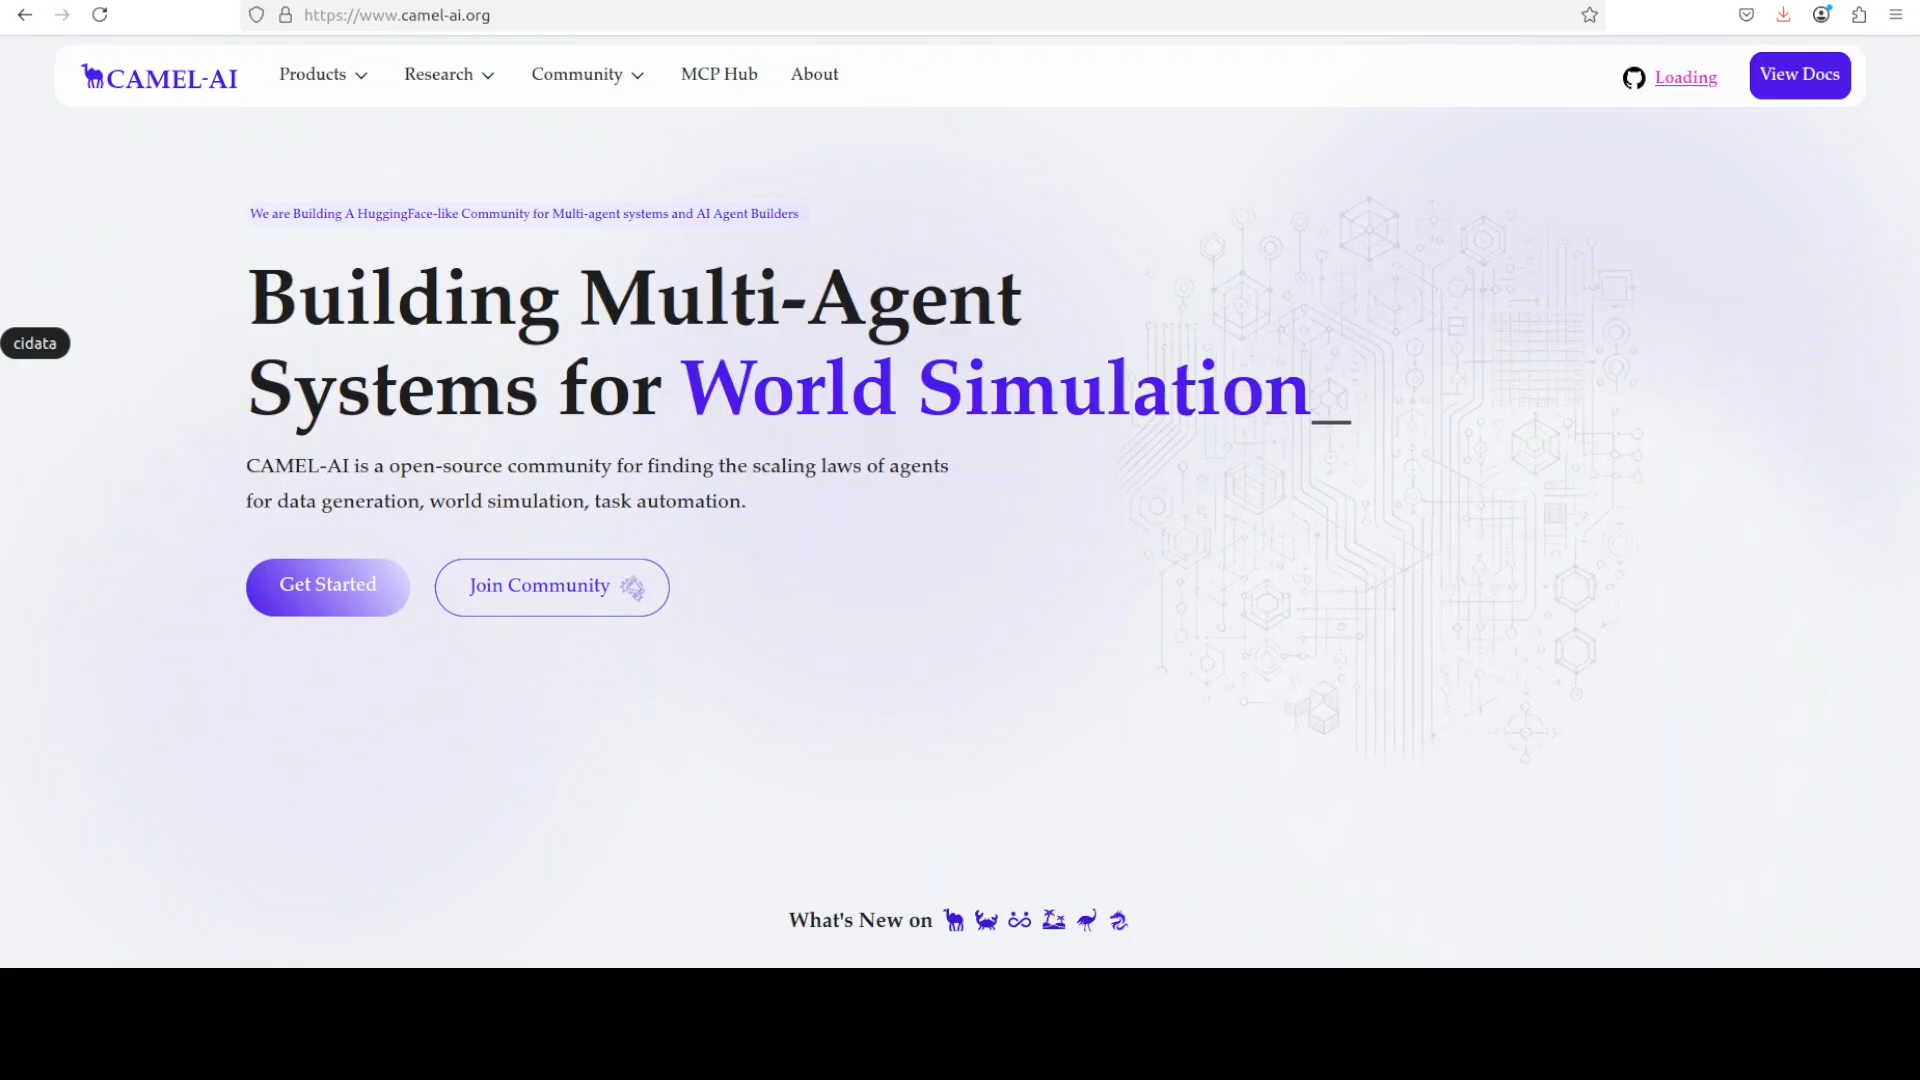 https://www.camel-ai.org
CAMEL-AI
Products
Research
Community
MCP Hub
About
Loading
View Docs
We are Building A HuggingFace-like Community for Multi-agent systems and AI Agent Builders
Building Multi-Agent
Systems for World Simulation_
cidata
CAMEL-AI is a open-source community for finding the scaling laws of agents
for data generation, world simulation, task automation.
Get Started
Join Community
What's New on